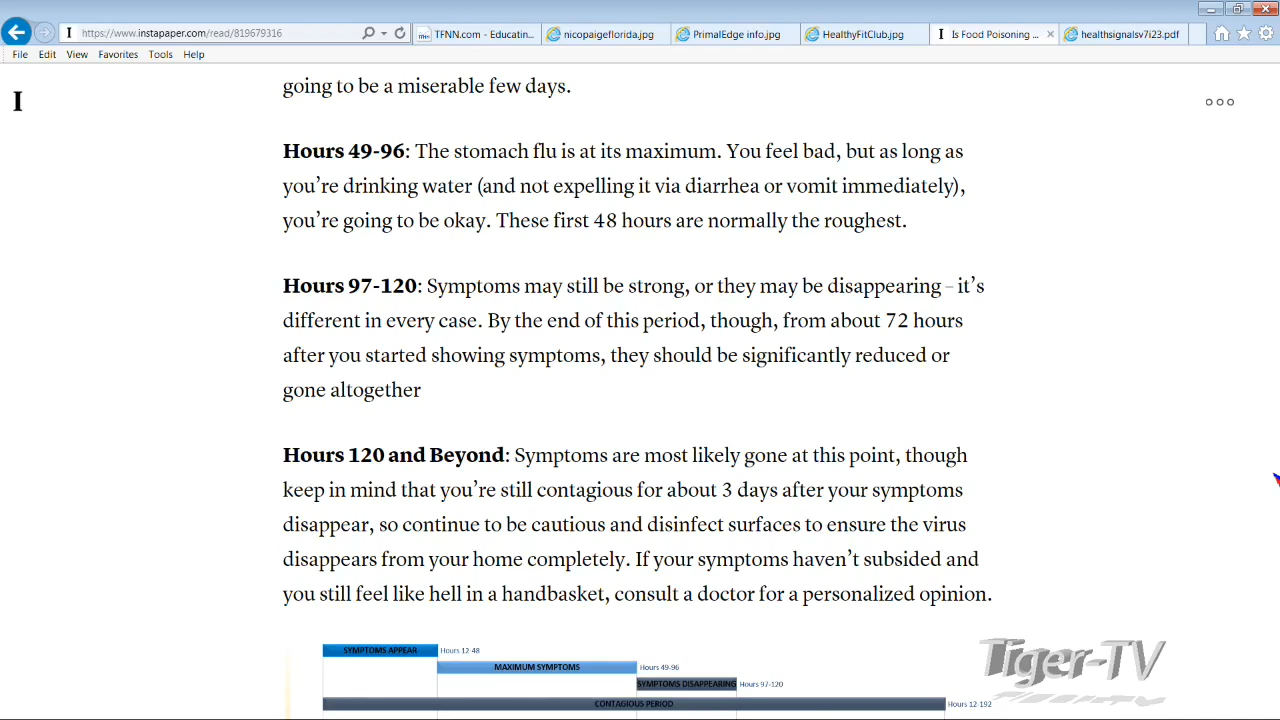 https://www.instapaper.com/read/819679316
TFNN.com - Educatin...
nicopaigeflorida.jpg
PrimalEdge info.jpg
HealthyFitClub.jpg
I Is Food Poisoning ...
healthsignalsv7i23.pdf
File Edit View Favorites Tools Help
going to be a miserable few days.
I
Hours 49-96: The stomach flu is at its maximum. You feel bad, but as long as
you’re drinking water (and not expelling it via diarrhea or vomit immediately),
you’re going to be okay. These first 48 hours are normally the roughest.
Hours 97-120: Symptoms may still be strong, or they may be disappearing – it’s
different in every case. By the end of this period, though, from about 72 hours
after you started showing symptoms, they should be significantly reduced or
gone altogether
Hours 120 and Beyond: Symptoms are most likely gone at this point, though
keep in mind that you’re still contagious for about 3 days after your symptoms
disappear, so continue to be cautious and disinfect surfaces to ensure the virus
disappears from your home completely. If your symptoms haven’t subsided and
you still feel like hell in a handbasket, consult a doctor for a personalized opinion.
SYMPTOMS APPEAR Hours 12-48
MAXIMUM SYMPTOMS Hours 49-96
SYMPTOMS DISAPPEARING Hours 97-120
CONTAGIOUS PERIOD Hours 12-192
Tiger-TV